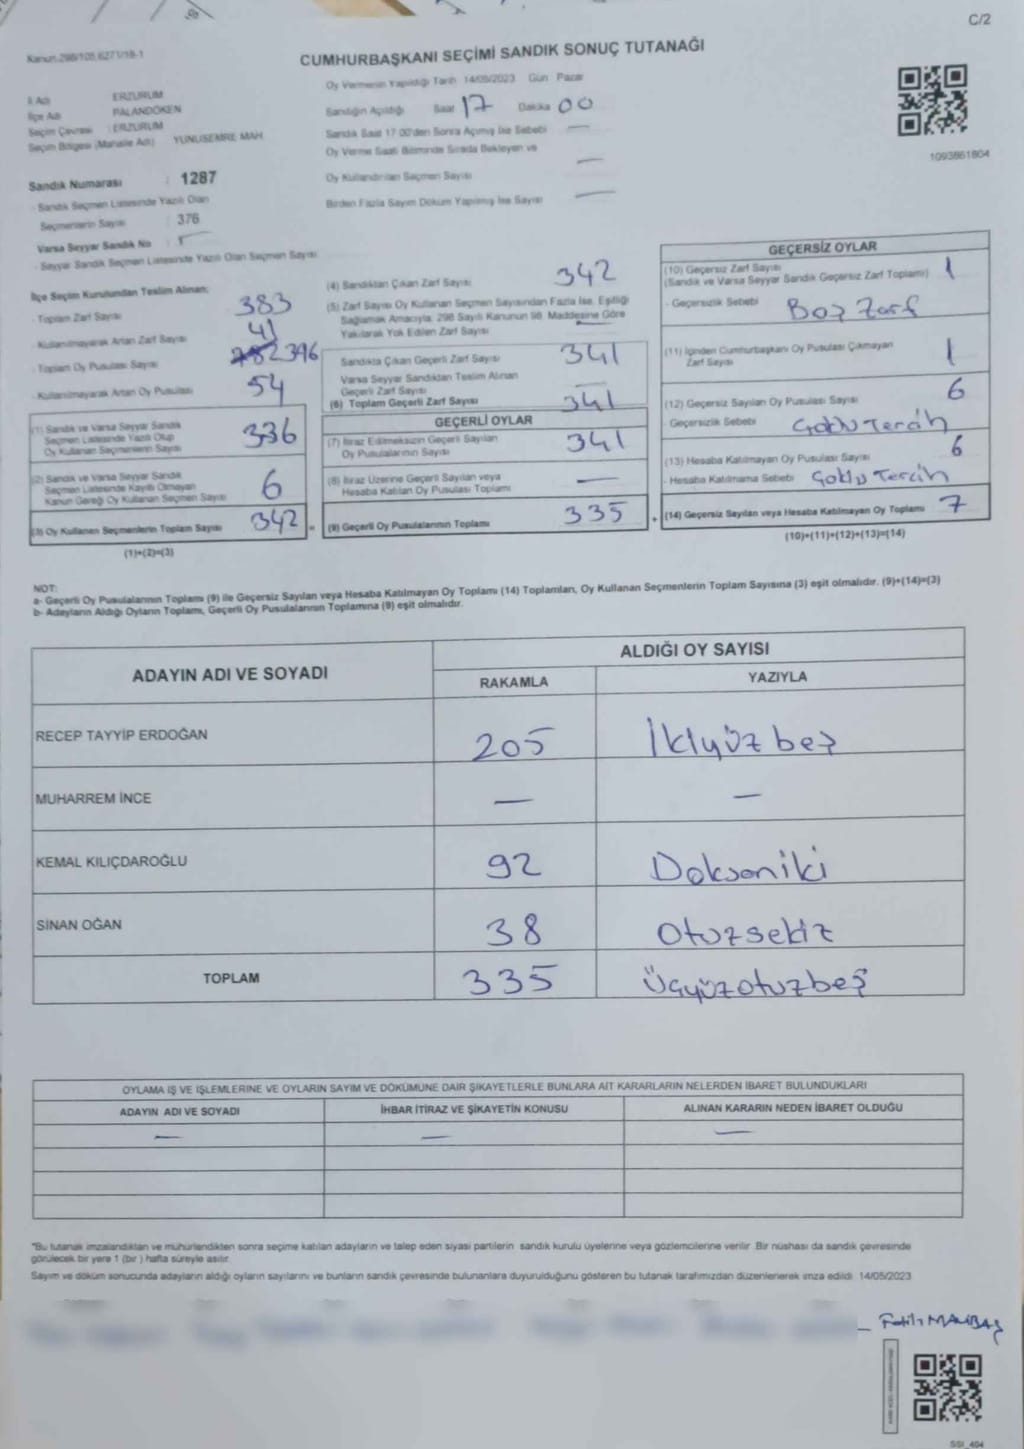 C/2
Kanun.298/105.6271/18-1
CUMHURBAŞKANI SEÇİMİ SANDIK SONUÇ TUTANAĞI
Oy Vermenin Yapıldığı Tarih 14/05/2023 Gün Pazar
İl Adı ERZURUM
İlçe Adı PALANDÖKEN
Seçim Çevresi : ERZURUM
Seçim Bölgesi (Mahalle Adı) YUNUSEMRE MAH.
Sandığın Açıldığı Saat 17 Dakika 00
Sandık Saat 17.00'den Sonra Açılmış İse Sebebi —
Oy Verme Saati Bitiminde Sırada Bekleyen ve
Oy Kullandırılan Seçmen Sayısı —
Birden Fazla Sayım Döküm Yapılmış İse Sayısı —
1093861804
Sandık Numarası : 1287
- Sandık Seçmen Listesinde Yazılı Olan
Seçmenlerin Sayısı : 376
Varsa Seyyar Sandık No :
- Seyyar Sandık Seçmen Listesinde Yazılı Olan Seçmen Sayısı
İlçe Seçim Kurulundan Teslim Alınan:
- Toplam Zarf Sayısı 383
- Kullanılmayarak Artan Zarf Sayısı 41
- Toplam Oy Pusulası Sayısı 396
- Kullanılmayarak Artan Oy Pusulası 54
(1) Sandık ve Varsa Seyyar Sandık
Seçmen Listesinde Yazılı Olup
Oy Kullanan Seçmenlerin Sayısı 336
(2) Sandık ve Varsa Seyyar Sandık
Seçmen Listesinde Kayıtlı Olmayan
Kanun Gereği Oy Kullanan Seçmen Sayısı 6
(3) Oy Kullanan Seçmenlerin Toplam Sayısı 342 =
(1)+(2)=(3)
(4) Sandıktan Çıkan Zarf Sayısı 342
(5) Zarf Sayısı Oy Kullanan Seçmen Sayısından Fazla İse, Eşitliği
Sağlamak Amacıyla; 298 Sayılı Kanunun 98. Maddesine Göre
Yakılarak Yok Edilen Zarf Sayısı —
Sandıkta Çıkan Geçerli Zarf Sayısı 341
Varsa Seyyar Sandıktan Teslim Alınan
Geçerli Zarf Sayısı —
(6) Toplam Geçerli Zarf Sayısı 341
GEÇERLİ OYLAR
(7) İtiraz Edilmeksizin Geçerli Sayılan
Oy Pusulalarının Sayısı 341
(8) İtiraz Üzerine Geçerli Sayılan veya
Hesaba Katılan Oy Pusulası Toplamı —
(9) Geçerli Oy Pusulalarının Toplamı 335 +
GEÇERSİZ OYLAR
(10) Geçersiz Zarf Sayısı
(Sandık ve Varsa Seyyar Sandık Geçersiz Zarf Toplamı) 1
- Geçersizlik Sebebi Boş Zarf
(11) İçinden Cumhurbaşkanı Oy Pusulası Çıkmayan
Zarf Sayısı 1
(12) Geçersiz Sayılan Oy Pusulası Sayısı 6
- Geçersizlik Sebebi Çoklu Tercih
(13) Hesaba Katılmayan Oy Pusulası Sayısı 6
- Hesaba Katılmama Sebebi Çoklu Tercih
(14) Geçersiz Sayılan veya Hesaba Katılmayan Oy Toplamı 7
(10)+(11)+(12)+(13)=(14)
NOT:
a- Geçerli Oy Pusulalarının Toplamı (9) ile Geçersiz Sayılan veya Hesaba Katılmayan Oy Toplamı (14) Toplamları, Oy Kullanan Seçmenlerin Toplam Sayısına (3) eşit olmalıdır. (9)+(14)=(3)
b- Adayların Aldığı Oyların Toplamı, Geçerli Oy Pusulalarının Toplamına (9) eşit olmalıdır.
ADAYIN ADI VE SOYADI ALDIĞI OY SAYISI
RAKAMLA YAZIYLA
RECEP TAYYİP ERDOĞAN 205 İkiyüz beş
MUHARREM İNCE — —
KEMAL KILIÇDAROĞLU 92 Doksaniki
SİNAN OĞAN 38 Otuzsekiz
TOPLAM 335 Üçyüzotuzbeş
OYLAMA İŞ VE İŞLEMLERİNE VE OYLARIN SAYIM VE DÖKÜMÜNE DAİR ŞİKAYETLERLE BUNLARA AİT KARARLARIN NELERDEN İBARET BULUNDUKLARI
ADAYIN ADI VE SOYADI İHBAR İTİRAZ VE ŞİKAYETİN KONUSU ALINAN KARARIN NEDEN İBARET OLDUĞU
— — —
*Bu tutanak imzalandıktan ve mühürlendikten sonra seçime katılan adayların ve talep eden siyasi partilerin sandık kurulu üyelerine veya gözlemcilerine verilir. Bir nüshası da sandık çevresinde
görülecek bir yere 1 (bir ) hafta süreyle asılır.
Sayım ve döküm sonucunda adayların aldığı oyların sayılarını ve bunların sandık çevresinde bulunanlara duyurulduğunu gösteren bu tutanak tarafımızdan düzenlenerek imza edildi. 14/05/2023
Fatih
SSI_404